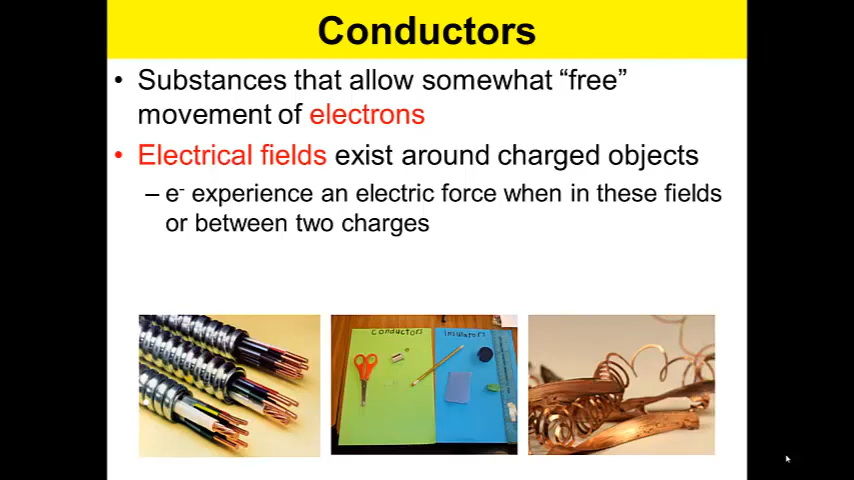 Conductors
• Substances that allow somewhat “free”
movement of electrons
• Electrical fields exist around charged objects
– e- experience an electric force when in these fields
or between two charges
conductors
insulators